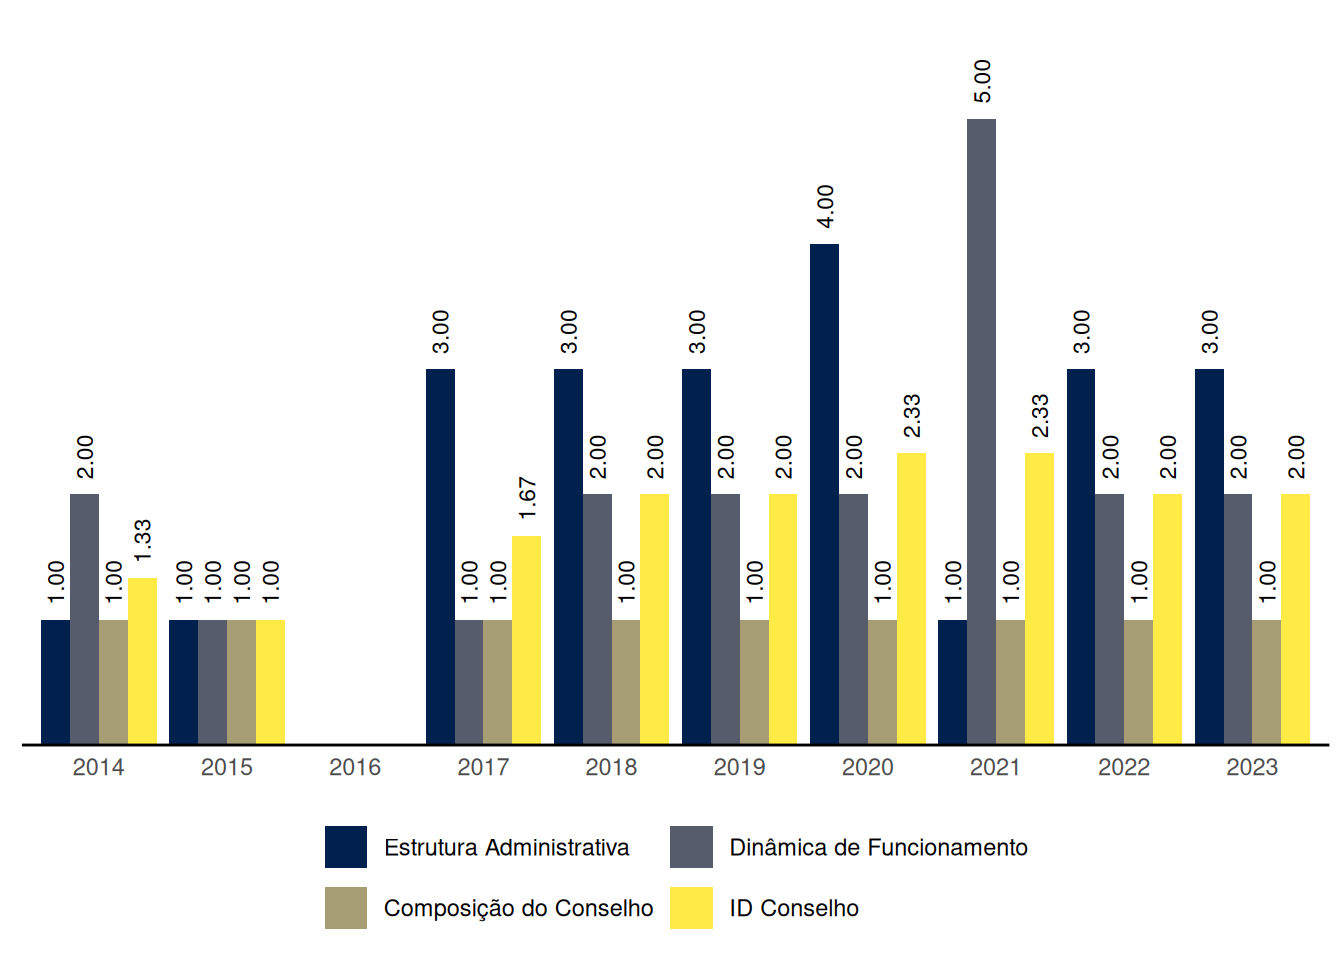 5.00
4.00
3.00 3.00 3.00 3.00 3.00
2.33 2.33
2.00 2.00 2.00 2.00 2.00 2.00 2.00 2.00 2.00 2.00
1.67
1.33
1.00 1.00 1.00 1.00 1.00 1.00 1.00 1.00 1.00 1.00 1.00 1.00 1.00 1.00 1.00
2014 2015 2016 2017 2018 2019 2020 2021 2022 2023
Estrutura Administrativa Dinâmica de Funcionamento
Composição do Conselho ID Conselho